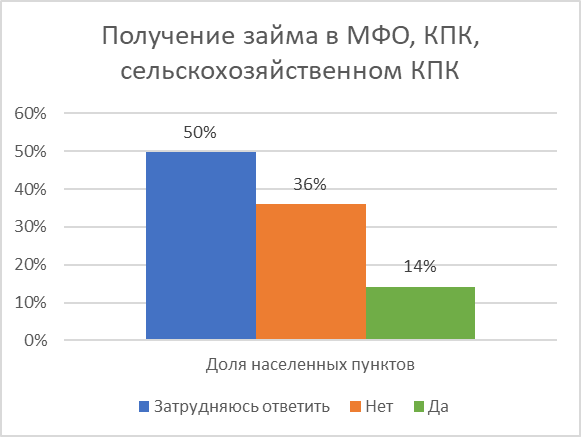 Получение займа в МФО, КПК,
сельскохозяйственном КПК
60%
50%
40%
30%
20%
10%
0%
50%
36%
14%
Доля населенных пунктов
Затрудняюсь ответить Нет Да